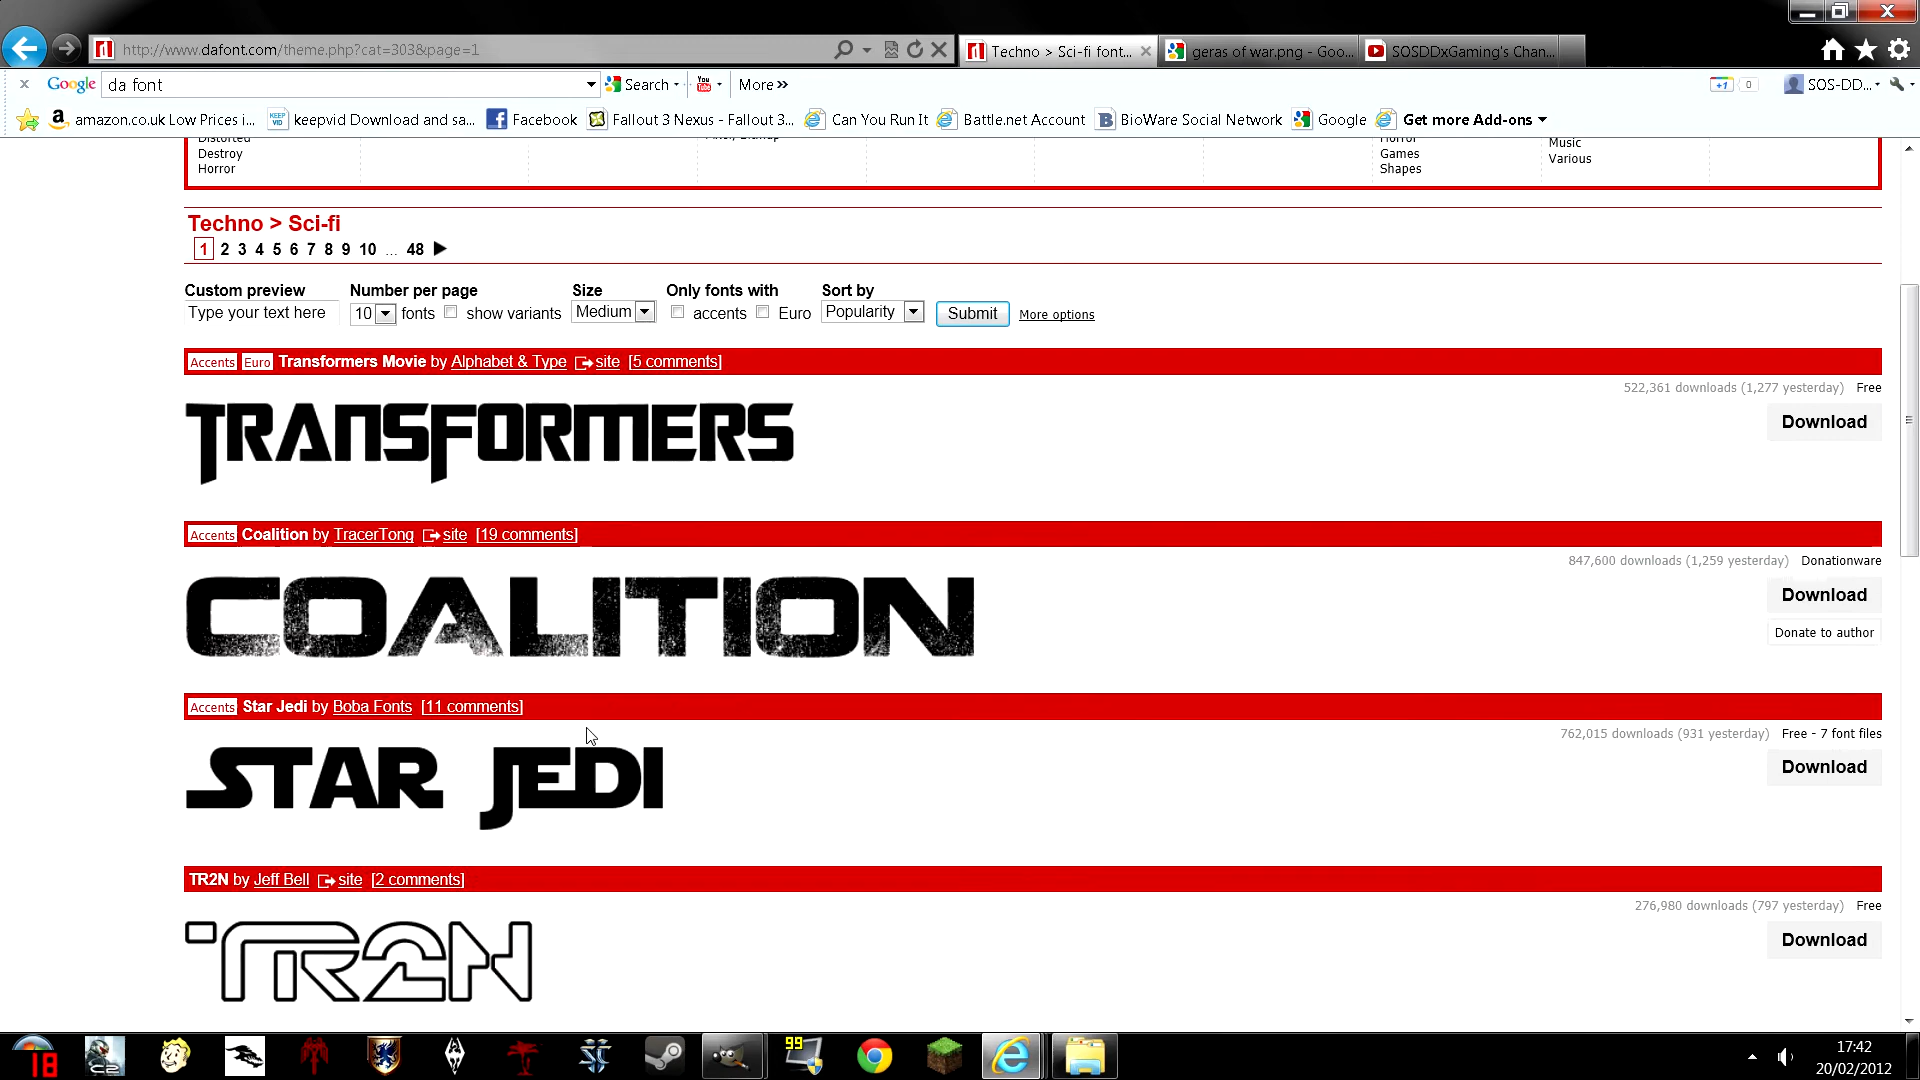 http://www.dafont.com/theme.php?cat=303&page=1
Techno > Sci-fi font...
geras of war.png - Goo...
SOSDDxGaming's Chan...
x Google da font Search More »
+1 0 SOS-DD...
amazon.co.uk Low Prices i... keepvid Download and sa... Facebook Fallout 3 Nexus - Fallout 3... Can You Run It Battle.net Account BioWare Social Network Google Get more Add-ons
Distorted
Destroy
Horror
Horror
Games
Shapes
Music
Various
Techno > Sci-fi
1 2 3 4 5 6 7 8 9 10 ... 48
Custom preview Number per page Size Only fonts with Sort by
Type your text here 10 fonts show variants Medium accents Euro Popularity Submit More options
Accents Euro Transformers Movie by Alphabet & Type site [5 comments]
522,361 downloads (1,277 yesterday) Free
TRANSFORMERS
Download
Accents Coalition by TracerTong site [19 comments]
847,600 downloads (1,259 yesterday) Donationware
COALITION
Download
Donate to author
Accents Star Jedi by Boba Fonts [11 comments]
762,015 downloads (931 yesterday) Free - 7 font files
STAR JEDI
Download
TR2N by Jeff Bell site [2 comments]
276,980 downloads (797 yesterday) Free
TR2N
Download
18 C2 99
17:42
20/02/2012